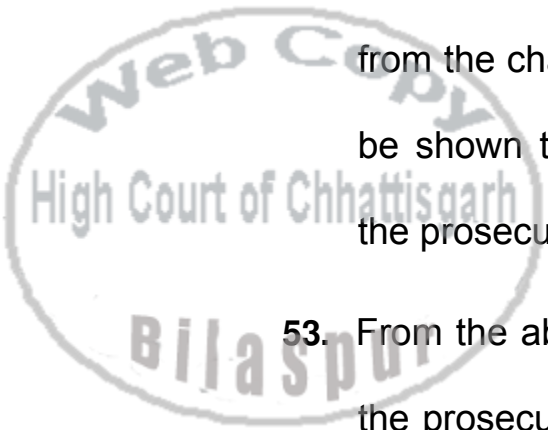 Web Copy
High Court of Chhattisgarh
Bilaspur
from the cha
be shown t
the prosecu
53. From the ab
the prosecu